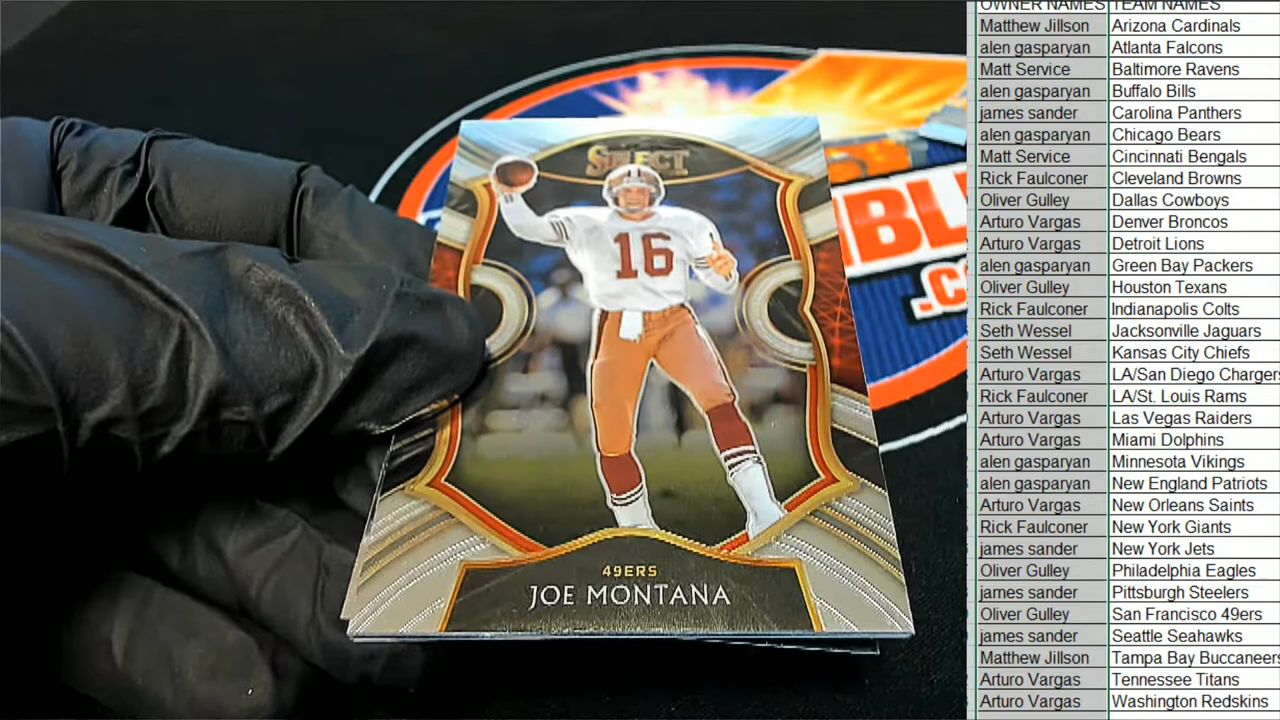 SELECT
16
49ERS
JOE MONTANA
BL
.C
OWNER NAMES TEAM NAMES
Matthew Jillson Arizona Cardinals
alen gasparyan Atlanta Falcons
Matt Service Baltimore Ravens
alen gasparyan Buffalo Bills
james sander Carolina Panthers
alen gasparyan Chicago Bears
Matt Service Cincinnati Bengals
Rick Faulconer Cleveland Browns
Oliver Gulley Dallas Cowboys
Arturo Vargas Denver Broncos
Arturo Vargas Detroit Lions
alen gasparyan Green Bay Packers
Oliver Gulley Houston Texans
Rick Faulconer Indianapolis Colts
Seth Wessel Jacksonville Jaguars
Seth Wessel Kansas City Chiefs
Arturo Vargas LA/San Diego Chargers
Rick Faulconer LA/St. Louis Rams
Arturo Vargas Las Vegas Raiders
Arturo Vargas Miami Dolphins
alen gasparyan Minnesota Vikings
alen gasparyan New England Patriots
Arturo Vargas New Orleans Saints
Rick Faulconer New York Giants
james sander New York Jets
Oliver Gulley Philadelphia Eagles
james sander Pittsburgh Steelers
Oliver Gulley San Francisco 49ers
james sander Seattle Seahawks
Matthew Jillson Tampa Bay Buccaneers
Arturo Vargas Tennessee Titans
Arturo Vargas Washington Redskins